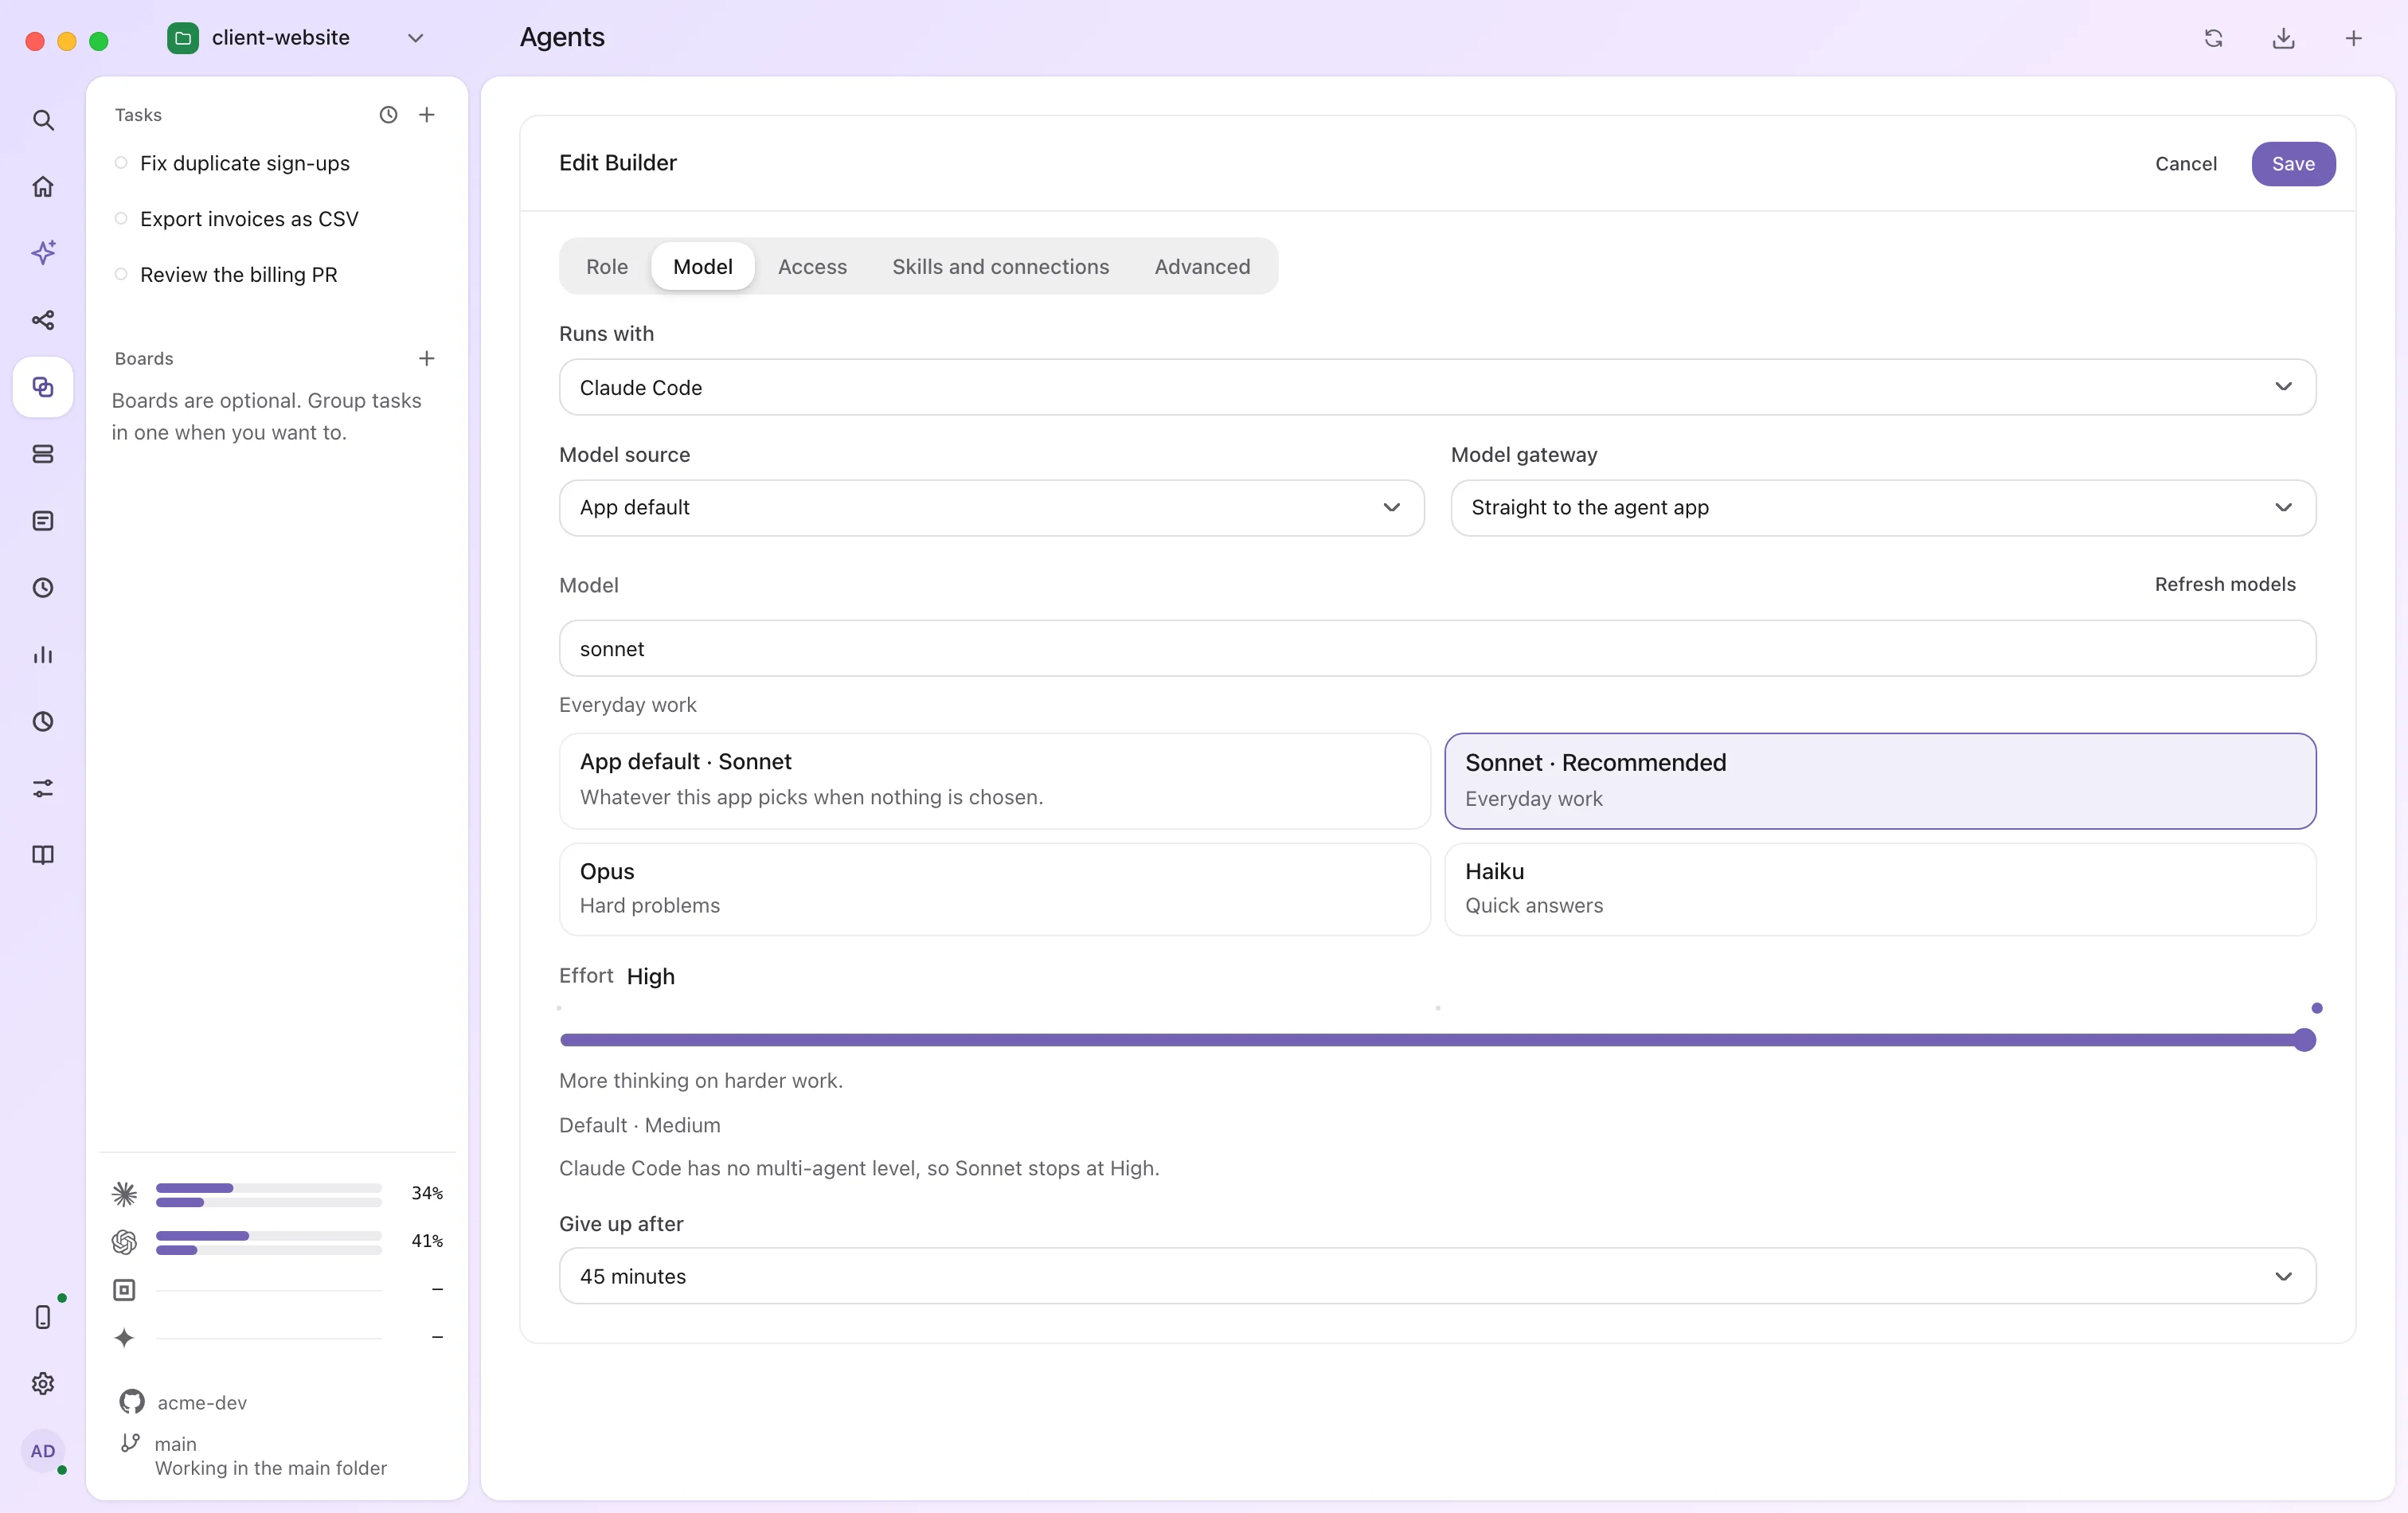 client-website
Agents
Tasks
Fix duplicate sign-ups
Export invoices as CSV
Review the billing PR
Boards
Boards are optional. Group tasks
in one when you want to.
34%
41%
–
–
acme-dev
main
Working in the main folder
AD
Edit Builder
Cancel
Save
Role
Model
Access
Skills and connections
Advanced
Runs with
Claude Code
Model source
Model gateway
App default
Straight to the agent app
Model
Refresh models
sonnet
Everyday work
App default · Sonnet
Whatever this app picks when nothing is chosen.
Sonnet · Recommended
Everyday work
Opus
Hard problems
Haiku
Quick answers
Effort High
More thinking on harder work.
Default · Medium
Claude Code has no multi-agent level, so Sonnet stops at High.
Give up after
45 minutes